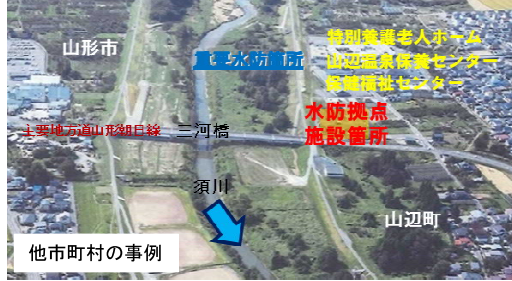 山形市
重要水防箇所
特別養護老人ホーム
山辺温泉保養センター
保健福祉センター
水防拠点
施設箇所
主要地方道山形朝日線
三河橋
須川
山辺町
他市町村の事例